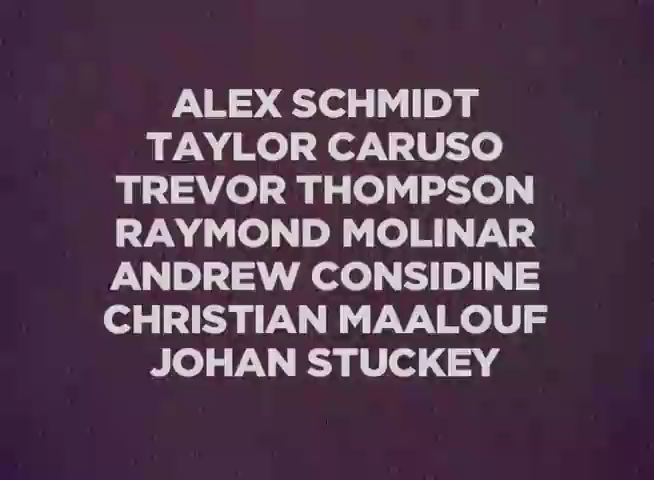 ALEX SCHMIDT
TAYLOR CARUSO
TREVOR THOMPSON
RAYMOND MOLINAR
ANDREW CONSIDINE
CHRISTIAN MAALOUF
JOHAN STUCKEY